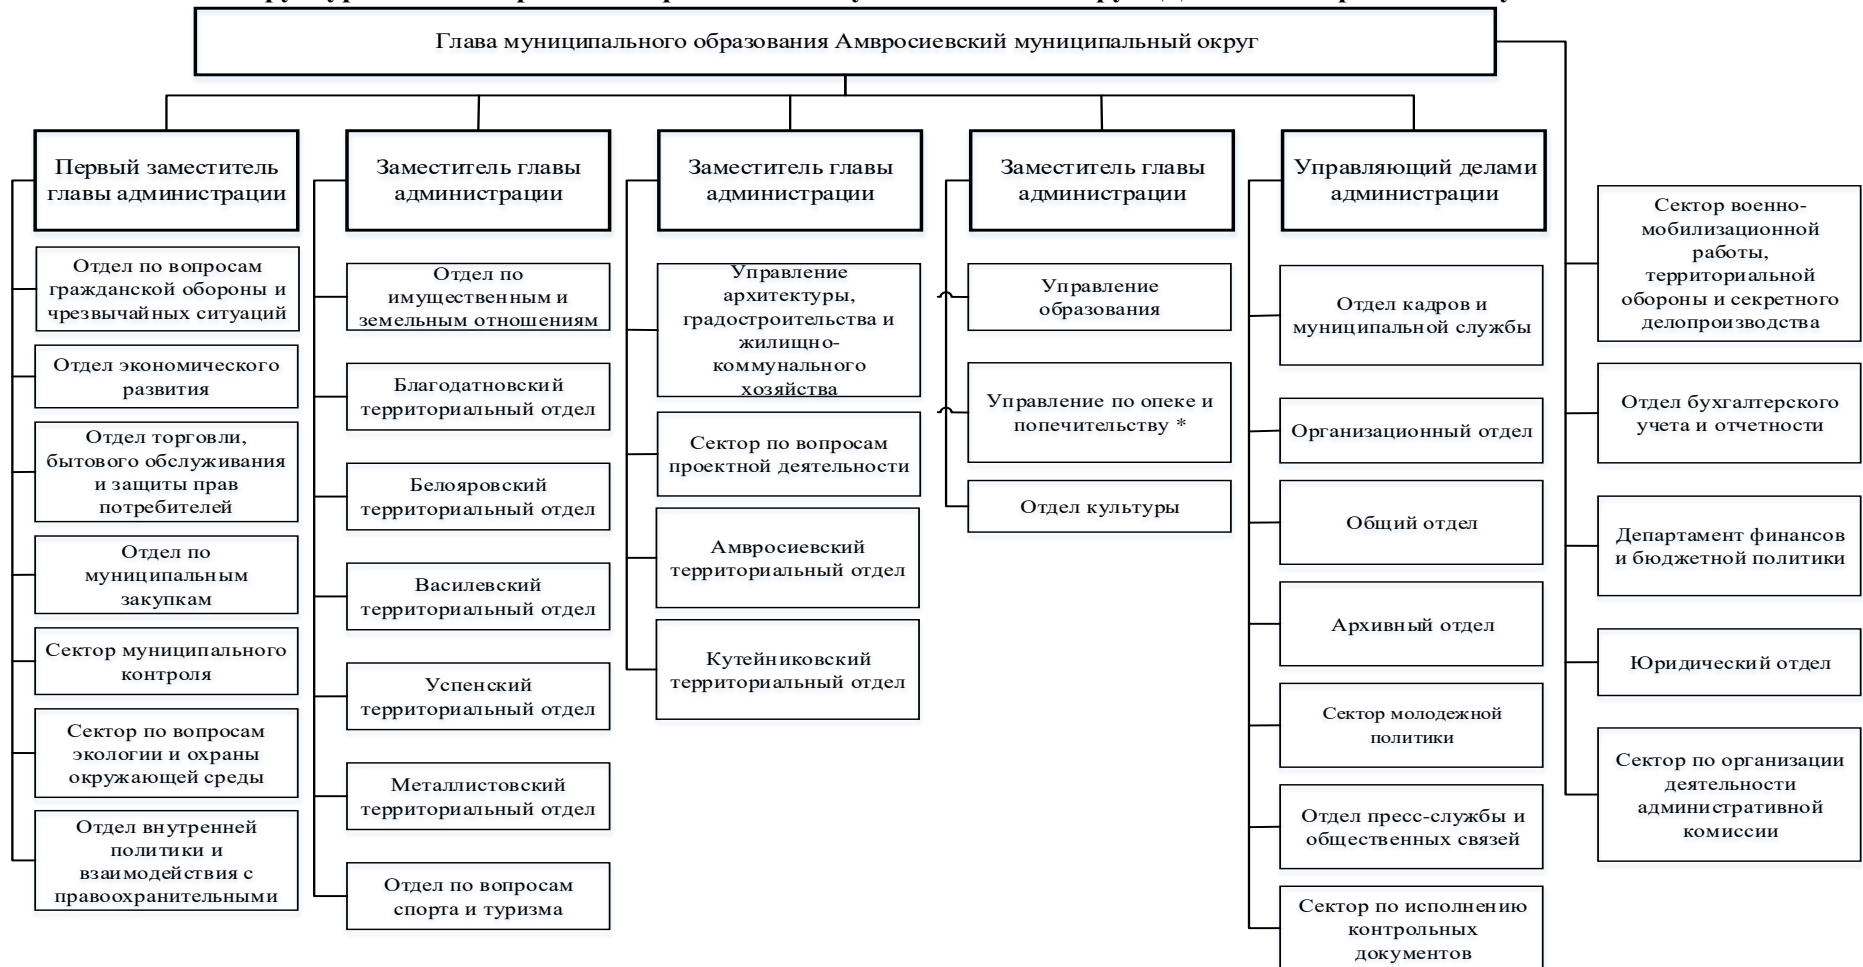 Глава муниципального образования Амвросиевский муниципальный округ
Первый заместитель
главы администрации
Отдел по вопросам
гражданской обороны и
чрезвычайных ситуаций
Отдел экономического
развития
Отдел торговли,
бытового обслуживания
и защиты прав
потребителей
Отдел по
муниципальным
закупкам
Сектор муниципального
контроля
Сектор по вопросам
экологии и охраны
окружающей среды
Отдел внутренней
политики и
взаимодействия с
правоохранительными
Заместитель главы
администрации
Отдел по
имущественным и
земельным отношениям
Благодатновский
территориальный отдел
Белояровский
территориальный отдел
Василевский
территориальный отдел
Успенский
территориальный отдел
Металлистовский
территориальный отдел
Отдел по вопросам
спорта и туризма
Заместитель главы
администрации
Управление
архитектуры,
градостроительства и
жилищно-
коммунального
хозяйства
Сектор по вопросам
проектной деятельности
Амвросиевский
территориальный отдел
Кутейниковский
территориальный отдел
Заместитель главы
администрации
Управление
образования
Управление по опеке и
попечительству *
Отдел культуры
Управляющий делами
администрации
Отдел кадров и
муниципальной службы
Организационный отдел
Общий отдел
Архивный отдел
Сектор молодежной
политики
Отдел пресс-службы и
общественных связей
Сектор по исполнению
контрольных
документов
Сектор военно-
мобилизационной
работы,
территориальной
обороны и секретного
делопроизводства
Отдел бухгалтерского
учета и отчетности
Департамент финансов
и бюджетной политики
Юридический отдел
Сектор по организации
деятельности
административной
комиссии